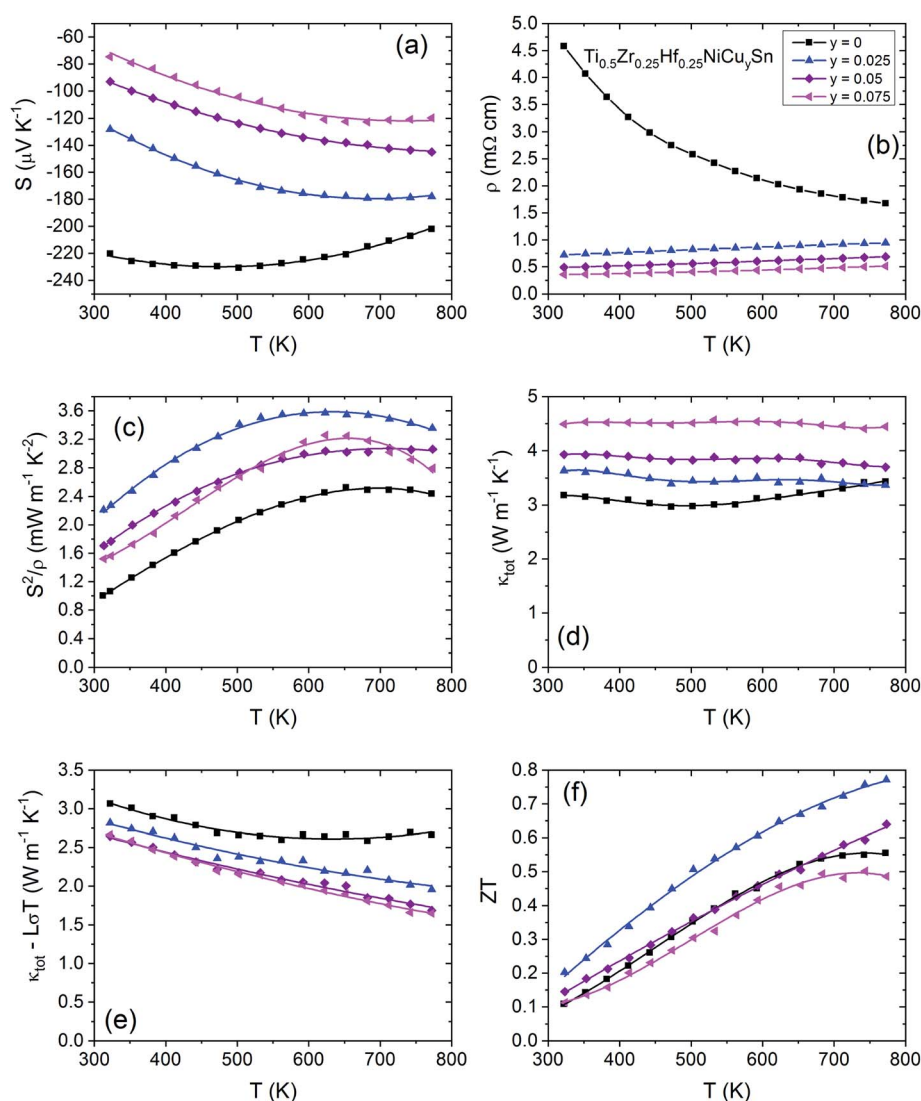 -60
-80
-100
-120
-140
-160
-180
-200
-220
-240
S (μV K⁻¹)
(a)
300 400 500 600 700 800
T (K)
5.0
4.5
4.0
3.5
3.0
2.5
2.0
1.5
1.0
0.5
0.0
ρ (mΩ cm)
Ti0.5Zr0.25Hf0.25NiCuySn
y = 0
y = 0.025
y = 0.05
y = 0.075
(b)
300 400 500 600 700 800
T (K)
3.6
3.2
2.8
2.4
2.0
1.6
1.2
0.8
0.4
0.0
S²/ρ (mW m⁻¹ K⁻²)
(c)
300 400 500 600 700 800
T (K)
5
4
3
2
1
0
κtot (W m⁻¹ K⁻¹)
(d)
300 400 500 600 700 800
T (K)
3.5
3.0
2.5
2.0
1.5
1.0
0.5
0.0
κtot - LσT (W m⁻¹ K⁻¹)
(e)
300 400 500 600 700 800
T (K)
0.8
0.7
0.6
0.5
0.4
0.3
0.2
0.1
0.0
ZT
(f)
300 400 500 600 700 800
T (K)